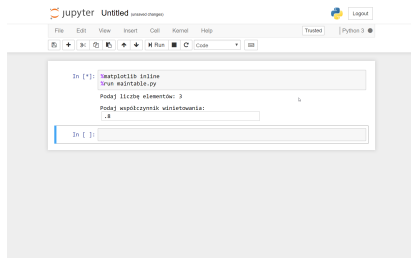 jupyter Untitled (unsaved changes)
Logout
File Edit View Insert Cell Kernel Help
Trusted
Python 3
Run
C
Code
In [*]: %matplotlib inline
%run maintable.py
Podaj liczbę elementów: 3
Podaj współczynnik winietowania:
.8
In [ ]: